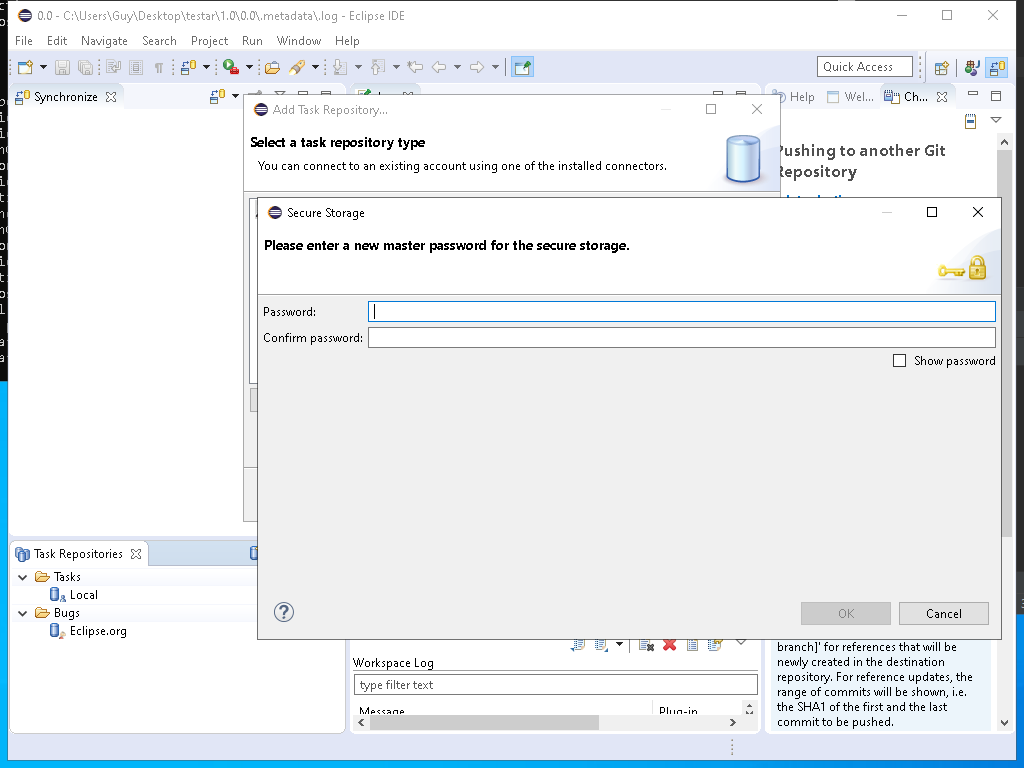 0.0 - C:\Users\Guy\Desktop\testar\1.0\0.0\.metadata\.log - Eclipse IDE
File Edit Navigate Search Project Run Window Help
Quick Access
Synchronize
Help Wel... Ch...
Add Task Repository...
Select a task repository type
You can connect to an existing account using one of the installed connectors.
Pushing to another Git
Repository
Secure Storage
Please enter a new master password for the secure storage.
Password:
Confirm password:
Show password
OK Cancel
Task Repositories
Tasks
Local
Bugs
Eclipse.org
Workspace Log
type filter text
Message Plug-in
branch]' for references that will be
newly created in the destination
repository. For reference updates, the
range of commits will be shown, i.e.
the SHA1 of the first and the last
commit to be pushed.